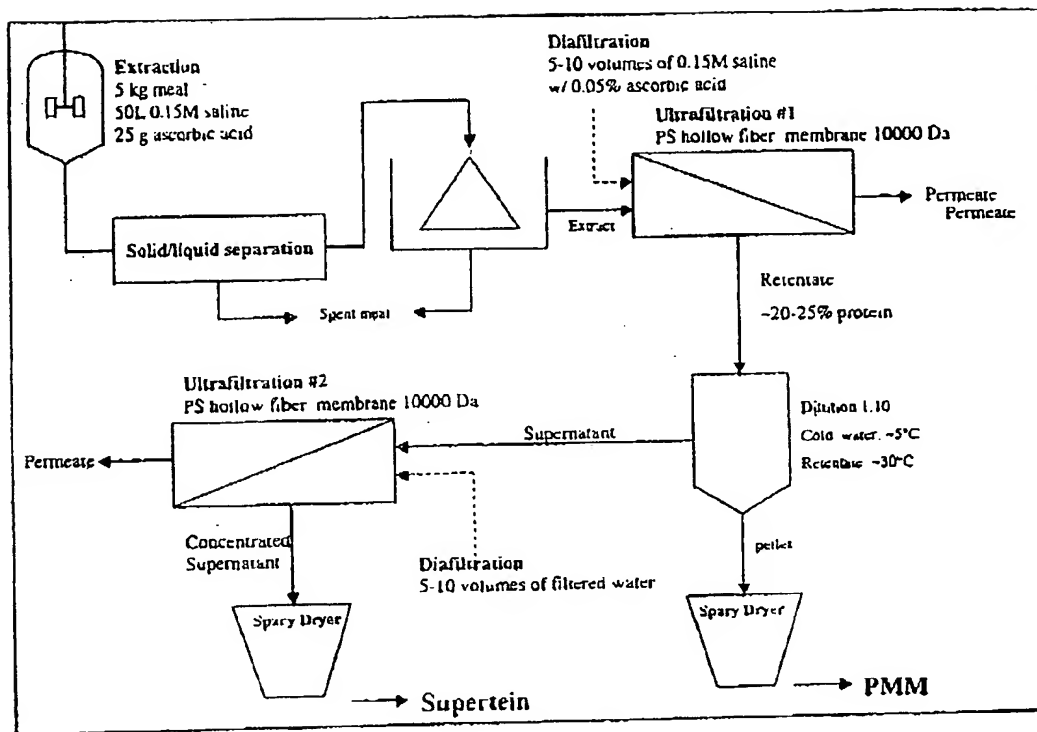 Extraction
5 kg meal
50L 0.15M saline
25 g ascorbic acid
Diafiltration
5-10 volumes of 0.15M saline
w/ 0.05% ascorbic acid
Ultrafiltration #1
PS hollow fiber membrane 10000 Da
Solid/liquid separation
Extract
Permeate
Permeate
Spent meal
Retentate
~20-25% protein
Ultrafiltration #2
PS hollow fiber membrane 10000 Da
Supernatant
Dilution 1:10
Cold water ~5°C
Retentate ~30°C
Permeate
Concentrated
Supernatant
Diafiltration
5-10 volumes of filtered water
pellet
Spary Dryer
Spary Dryer
Supertein
PMM